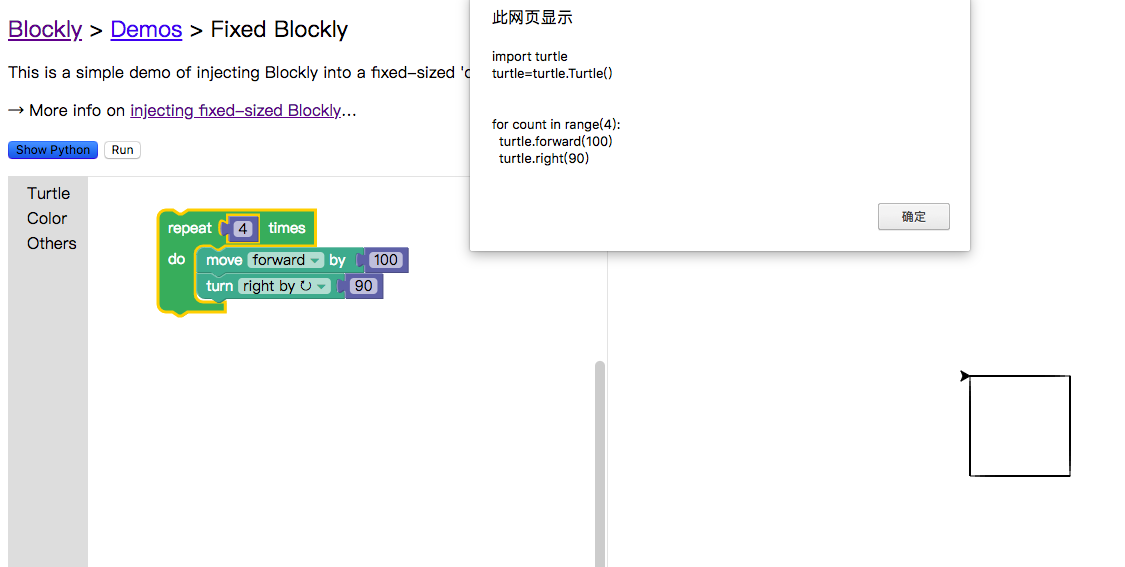 Blockly > Demos > Fixed Blockly
This is a simple demo of injecting Blockly into a fixed-sized
→ More info on injecting fixed-sized Blockly...
Show Python Run
Turtle
Color
Others
repeat 4 times
do move forward by 100
turn right by ↻ 90
此网页显示
import turtle
turtle=turtle.Turtle()
for count in range(4):
turtle.forward(100)
turtle.right(90)
确定